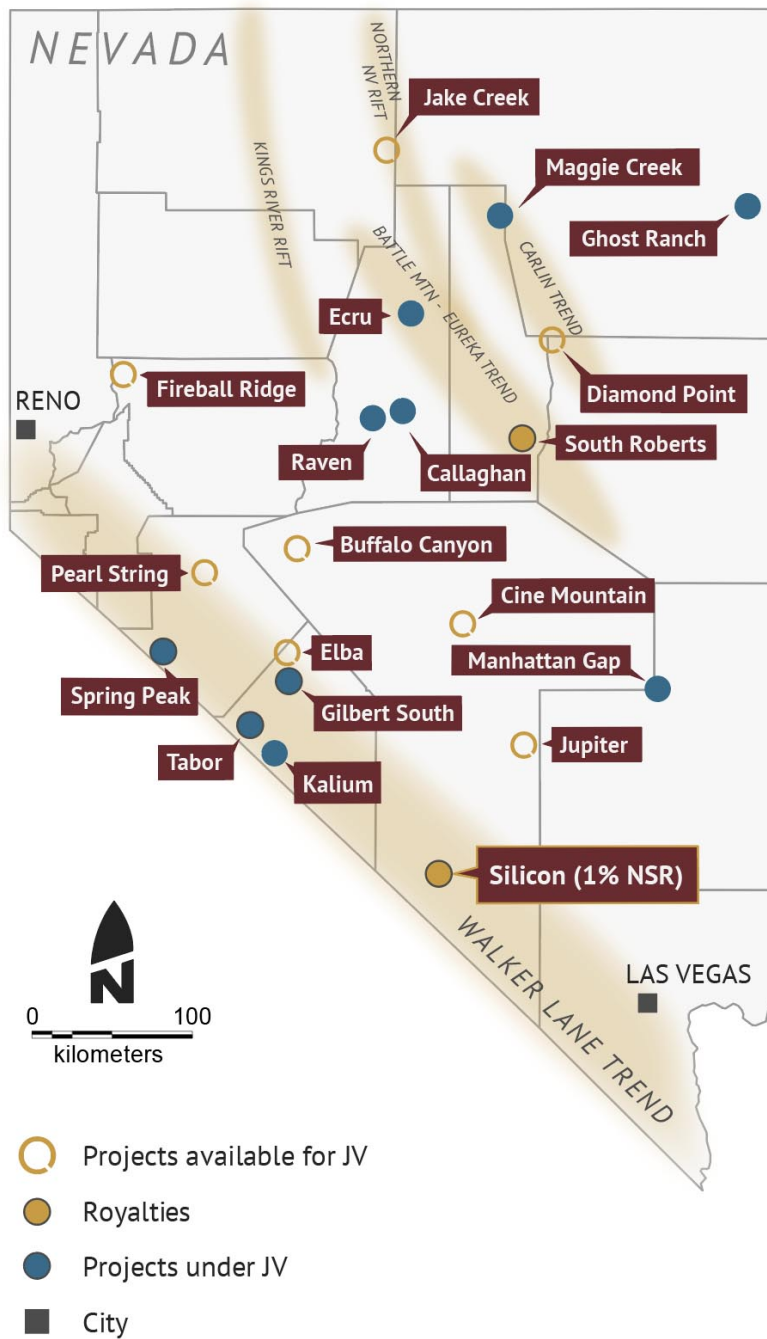 NEVADA
NORTHERN
NV RIFT
Jake Creek
KINGS RIVER RIFT
Maggie Creek
Ghost Ranch
CARLIN TREND
BATTLE MTN - EUREKA TREND
Ecru
Fireball Ridge
Diamond Point
RENO
South Roberts
Raven
Callaghan
Buffalo Canyon
Pearl String
Cine Mountain
Elba
Manhattan Gap
Spring Peak
Gilbert South
Jupiter
Tabor
Kalium
Silicon (1% NSR)
WALKER LANE TREND
LAS VEGAS
N
0 100
kilometers
Projects available for JV
Royalties
Projects under JV
City